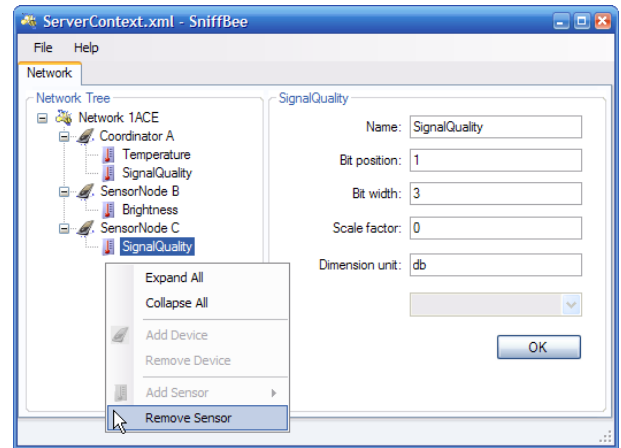 ServerContext.xml - SniffBee
File Help
Network
Network Tree
Network 1ACE
Coordinator A
Temperature
SignalQuality
SensorNode B
Brightness
SensorNode C
SignalQuality
Expand All
Collapse All
Add Device
Remove Device
Add Sensor
Remove Sensor
SignalQuality
Name: SignalQuality
Bit position: 1
Bit width: 3
Scale factor: 0
Dimension unit: db
OK